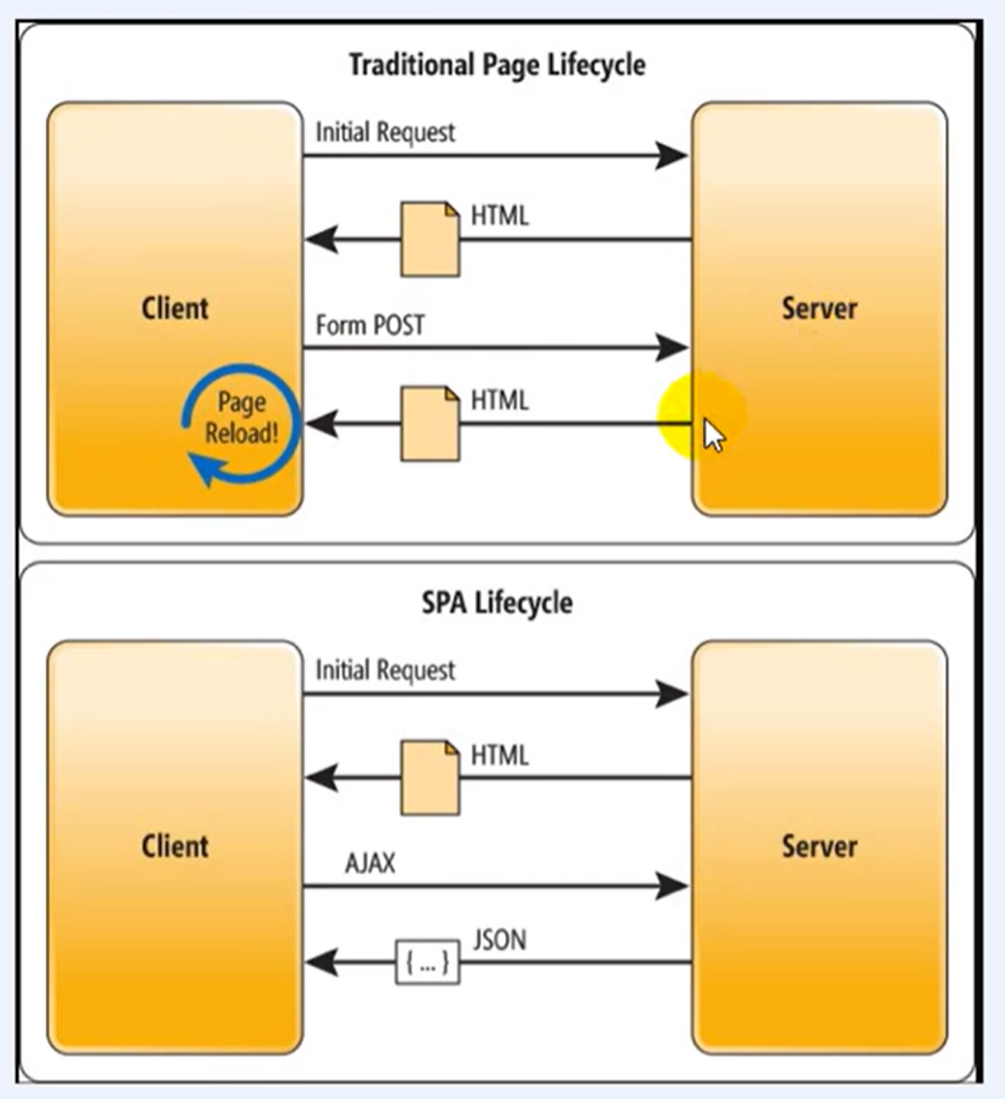 Traditional Page Lifecycle
Initial Request
HTML
Client
Server
Form POST
HTML
Page
Reload!
SPA Lifecycle
Initial Request
HTML
Client
Server
AJAX
JSON
{ ... }